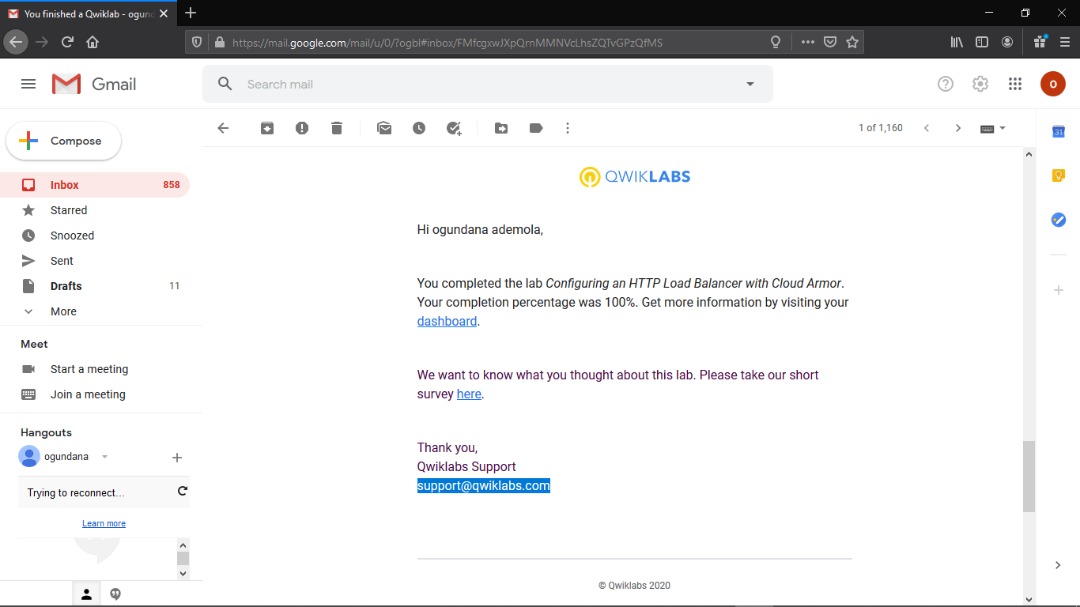 You finished a Qwiklab - ogun
https://mail.google.com/mail/u/0/?ogbl#inbox/FMfcgxwJXpQrnMMNVcLhsZQTvGPzQfMS
Gmail
Search mail
O
Compose
1 of 1,160
31
Inbox 858
Starred
Snoozed
Sent
Drafts 11
More
Meet
Start a meeting
Join a meeting
Hangouts
ogundana
Trying to reconnect...
Learn more
QWIKLABS
Hi ogundana ademola,
You completed the lab Configuring an HTTP Load Balancer with Cloud Armor.
Your completion percentage was 100%. Get more information by visiting your
dashboard.
We want to know what you thought about this lab. Please take our short
survey here.
Thank you,
Qwiklabs Support
support@qwiklabs.com
© Qwiklabs 2020